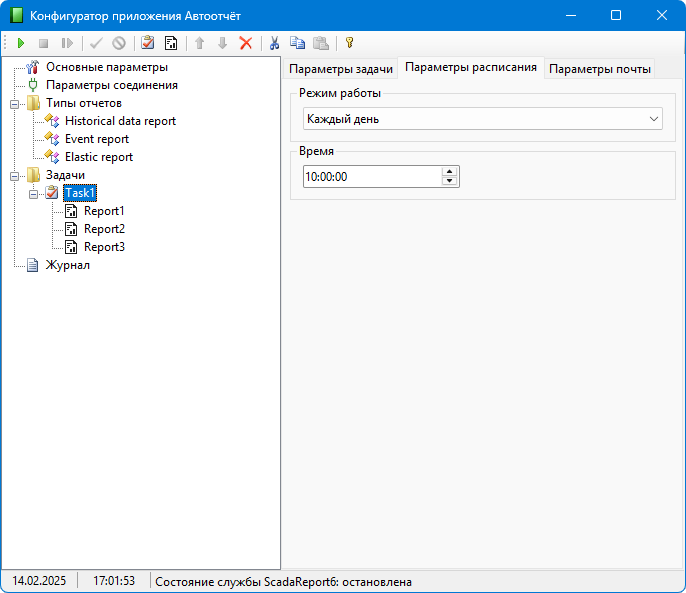 Конфигуратор приложения Автоотчёт
Основные параметры
Параметры соединения
Типы отчетов
Historical data report
Event report
Elastic report
Задачи
Task1
Report1
Report2
Report3
Журнал
Параметры задачи Параметры расписания Параметры почты
Режим работы
Каждый день
Время
10:00:00
14.02.2025 17:01:53 Состояние службы ScadaReport6: остановлена